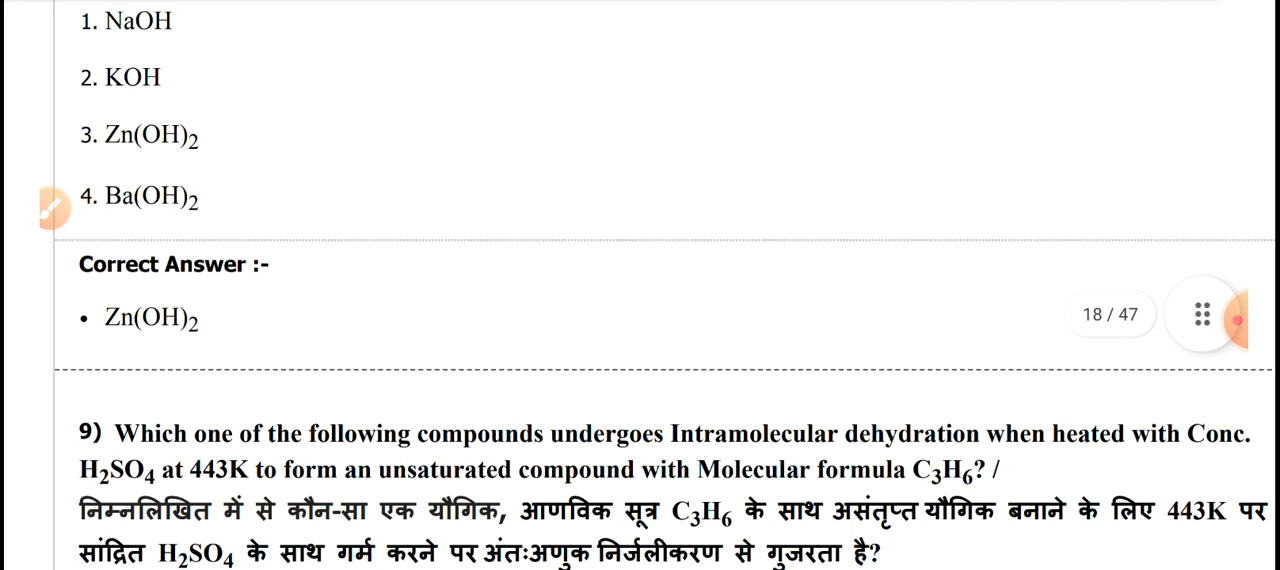 1. NaOH
2. KOH
3. Zn(OH)2
4. Ba(OH)2
Correct Answer :-
• Zn(OH)2
18 / 47
9) Which one of the following compounds undergoes Intramolecular dehydration when heated with Conc.
H2SO4 at 443K to form an unsaturated compound with Molecular formula C3H6? /
निम्नलिखित में से कौन-सा एक यौगिक, आणविक सूत्र C3H6 के साथ असंतृप्त यौगिक बनाने के लिए 443K पर
सांद्रित H2SO4 के साथ गर्म करने पर अंतःअणुक निर्जलीकरण से गुजरता है?